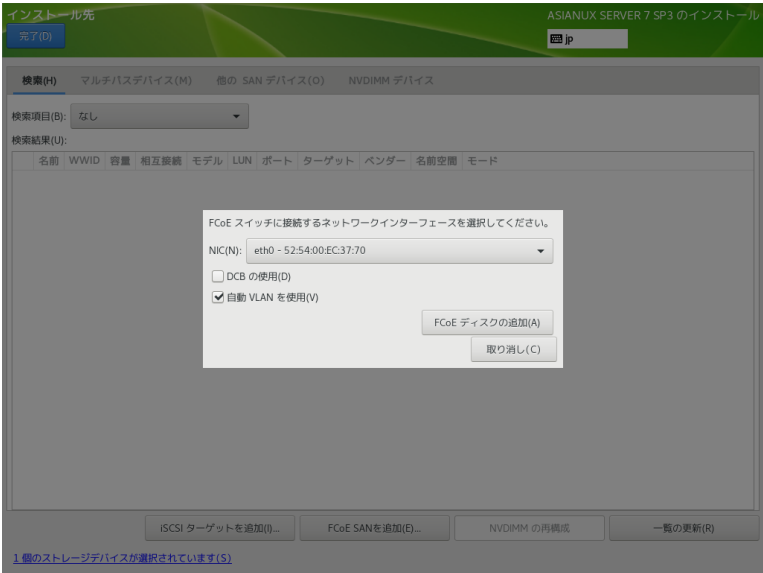 インストール先
ASIANUX SERVER 7 SP3 のインストール
完了(D)
jp
検索(H) マルチパスデバイス(M) 他の SAN デバイス(O) NVDIMM デバイス
検索項目(B): なし
検索結果(U):
名前 WWID 容量 相互接続 モデル LUN ポート ターゲット ベンダー 名前空間 モード
FCoE スイッチに接続するネットワークインターフェースを選択してください。
NIC(N): eth0 - 52:54:00:EC:37:70
DCB の使用(D)
自動 VLAN を使用(V)
FCoE ディスクの追加(A)
取り消し(C)
iSCSI ターゲットを追加(I)... FCoE SANを追加(E)... NVDIMM の再構成 一覧の更新(R)
1 個のストレージデバイスが選択されています(S)